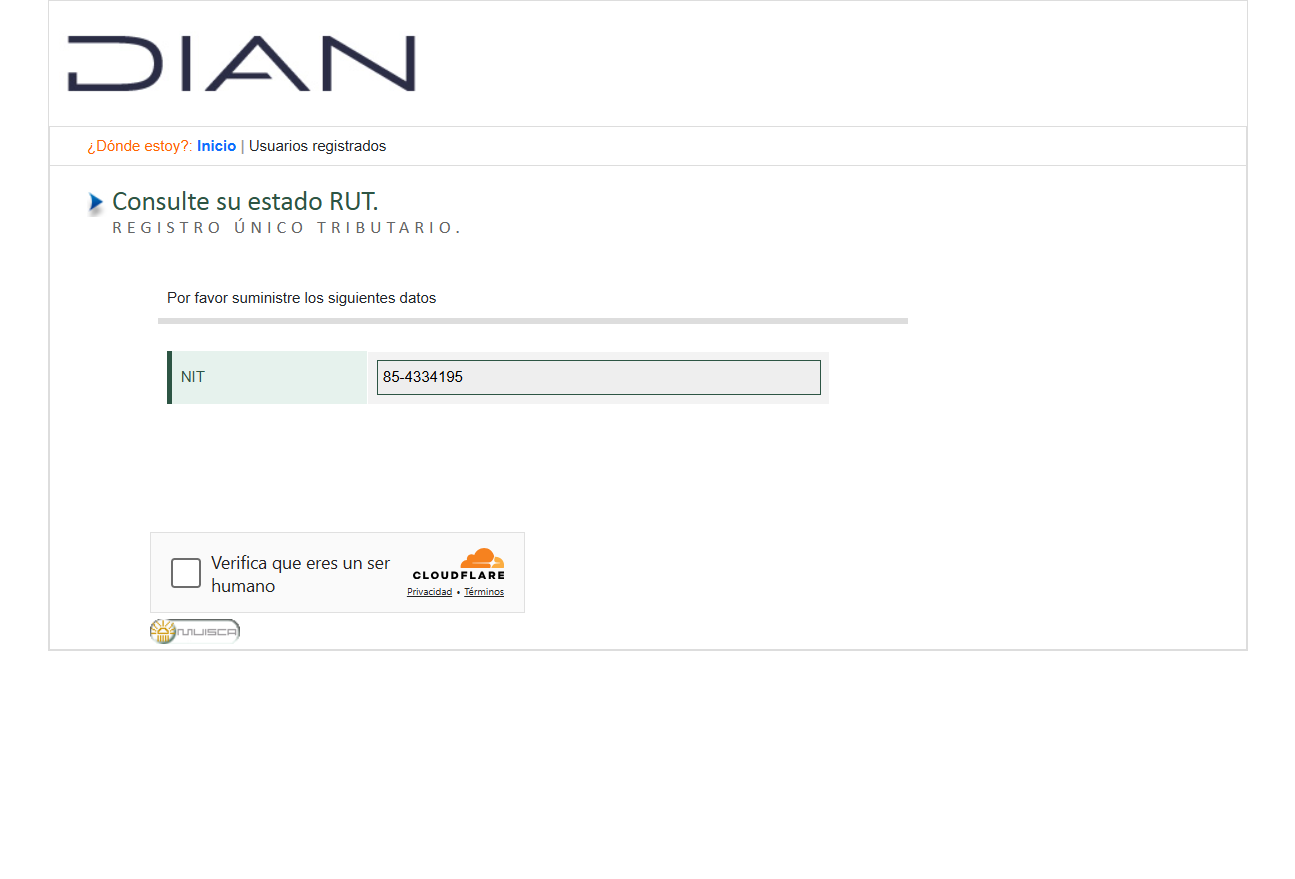 DIAN
¿Dónde estoy?: Inicio | Usuarios registrados
Consulte su estado RUT.
REGISTRO ÚNICO TRIBUTARIO.
Por favor suministre los siguientes datos
NIT
85-4334195
Verifica que eres un ser
humano
CLOUDFLARE
Privacidad • Términos
MUISCA